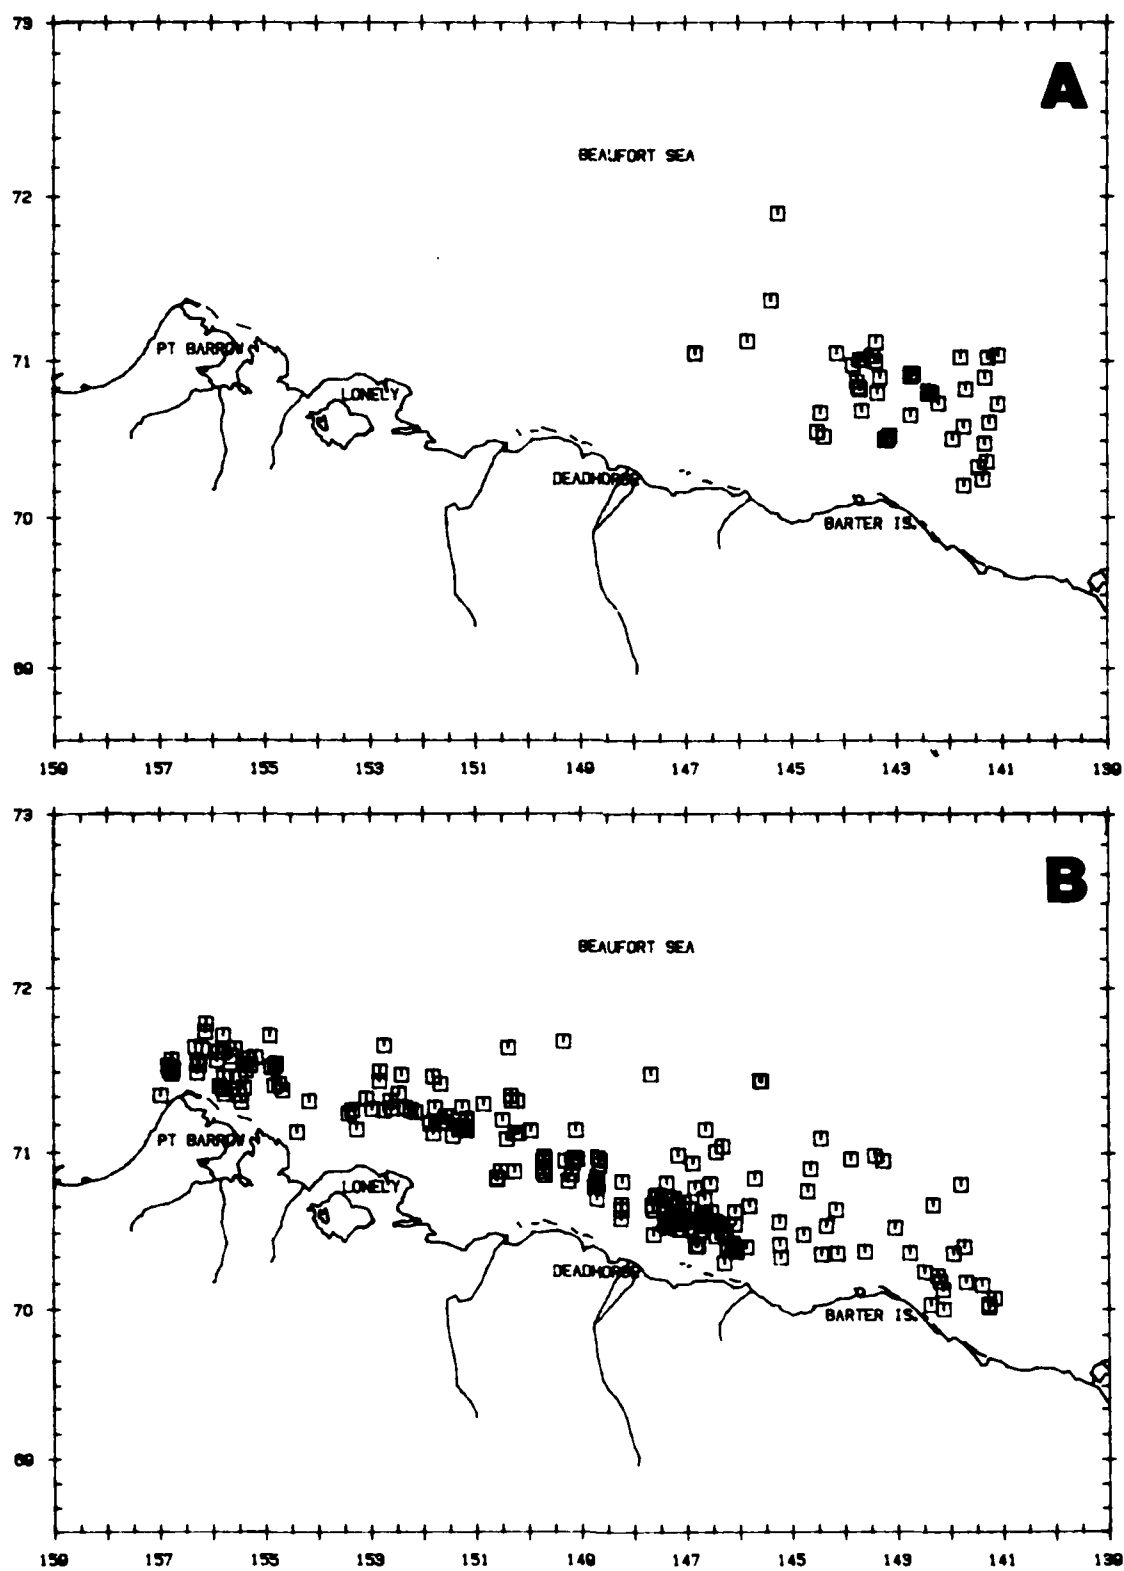 73
A
BEAUFORT SEA
72
71
PT BARROW
LONELY
DEADHORSE
70
BARTER IS.
69
159 157 155 153 151 149 147 145 143 141 139
73
B
BEAUFORT SEA
72
71
PT BARROW
LONELY
DEADHORSE
70
BARTER IS.
69
159 157 155 153 151 149 147 145 143 141 139